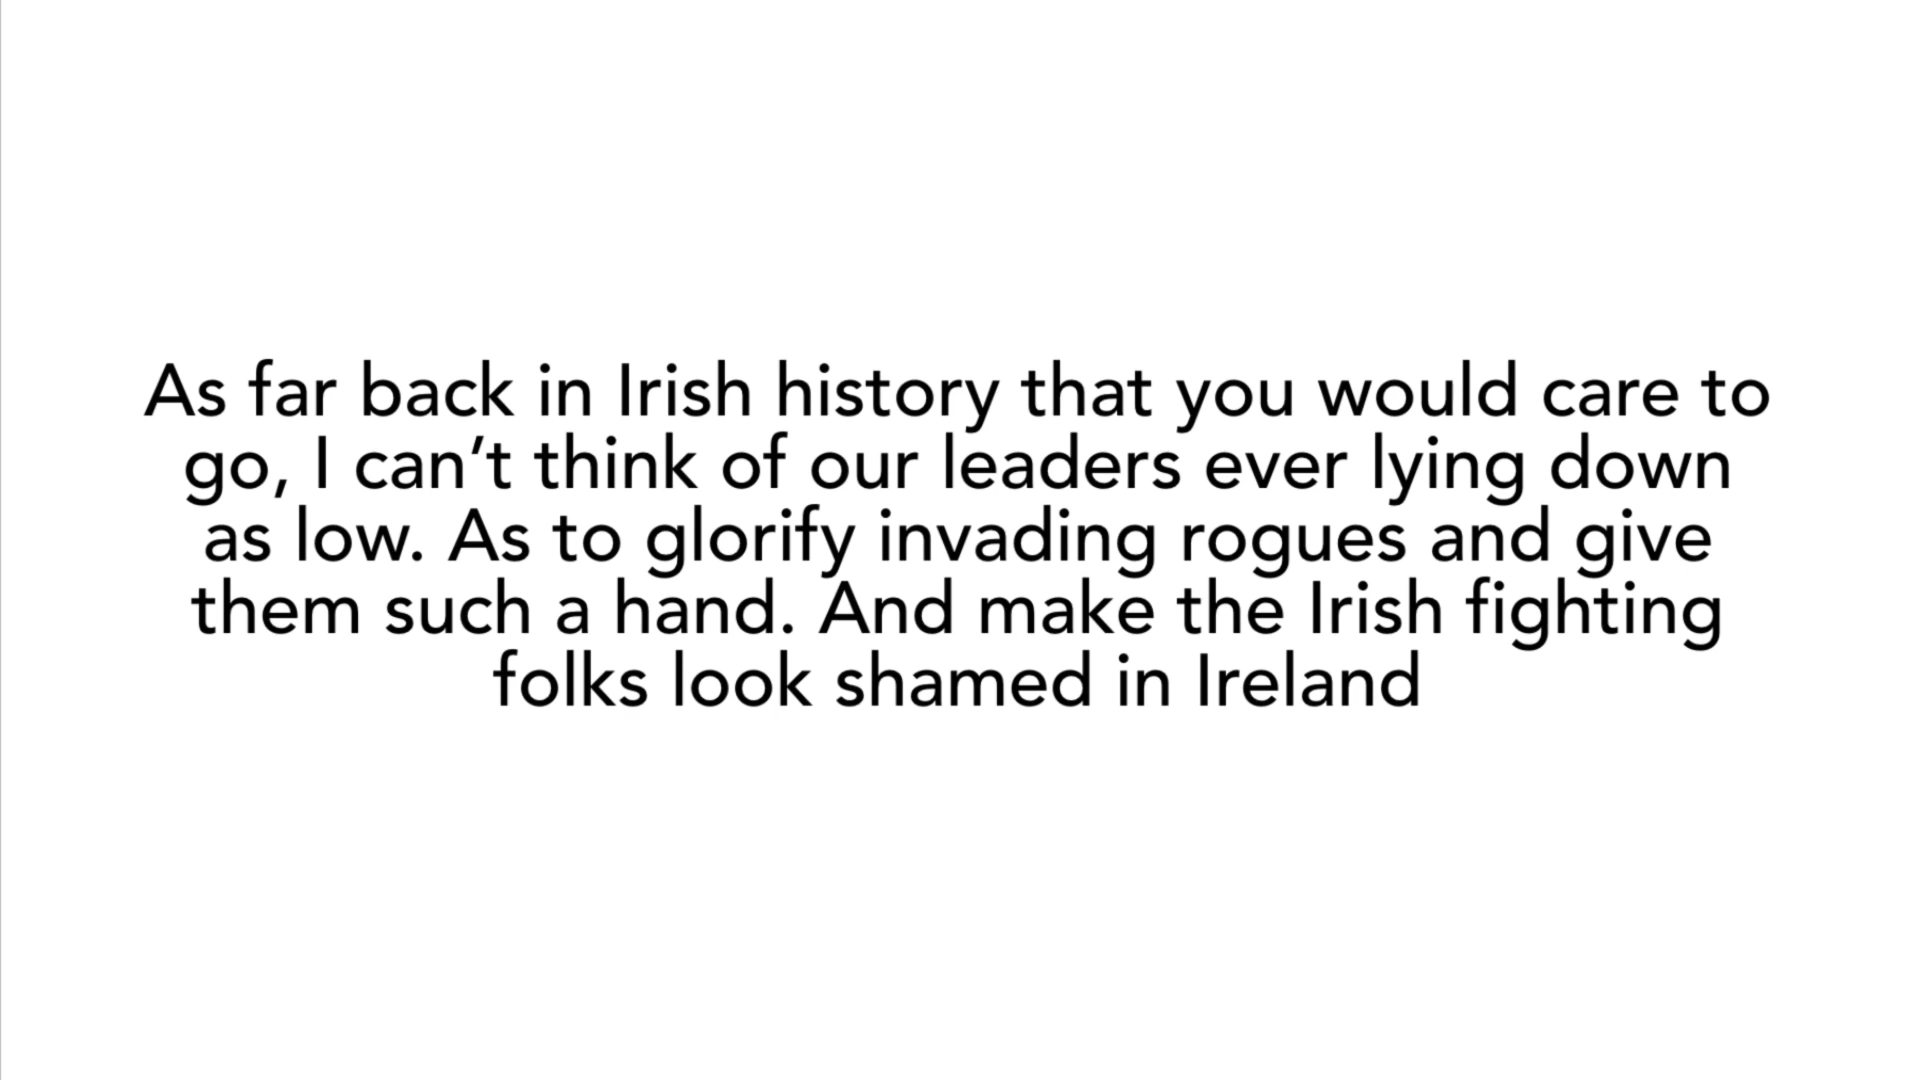 As far back in Irish history that you would care to
go, I can’t think of our leaders ever lying down
as low. As to glorify invading rogues and give
them such a hand. And make the Irish fighting
folks look shamed in Ireland